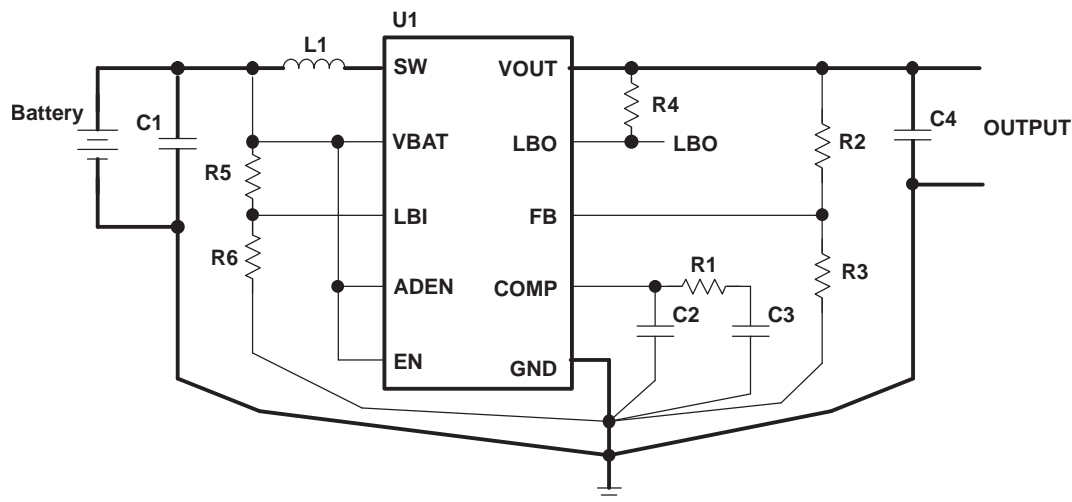 U1
L1
SW
VOUT
R4
Battery
C1
C4
OUTPUT
VBAT
LBO
LBO
R2
R5
LBI
FB
R6
R1
R3
ADEN
COMP
C2
C3
EN
GND